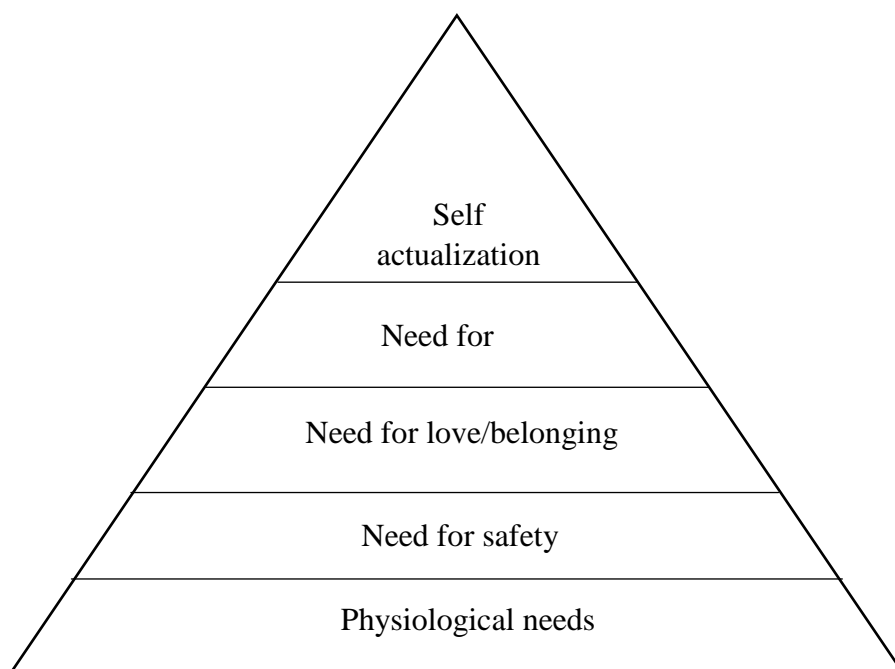 Self
actualization
Need for
Need for love/belonging
Need for safety
Physiological needs